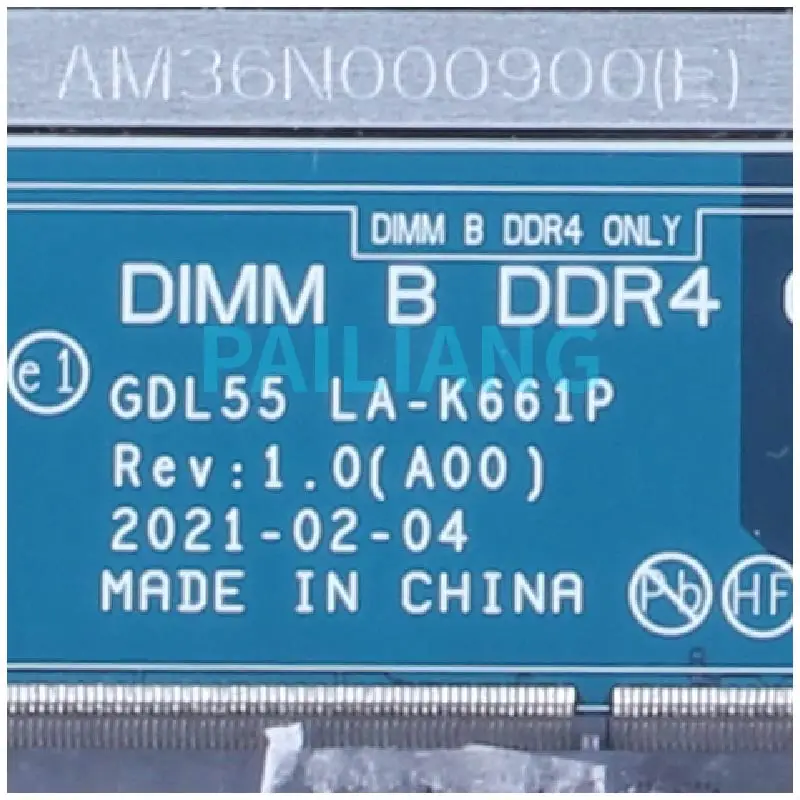 AM36N000900(E)
DIMM B DDR4 ONLY
DIMM B DDR4
PAILIANG
e1
GDL55 LA-K661P
Rev:1.0(A00)
2021-02-04
MADE IN CHINA
Pb HF